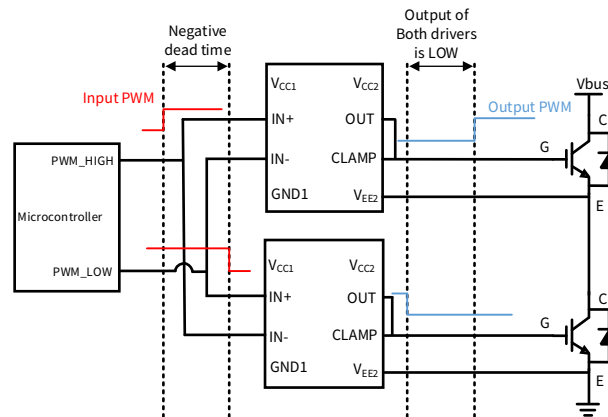 Negative
dead time
Output of
Both drivers
is LOW
Vbus
Input PWM
Output PWM
VCC1
VCC2
IN+
OUT
IN-
CLAMP
GND1
VEE2
G
C
E
PWM_HIGH
Microcontroller
PWM_LOW
VCC1
VCC2
IN+
OUT
IN-
CLAMP
GND1
VEE2
G
C
E